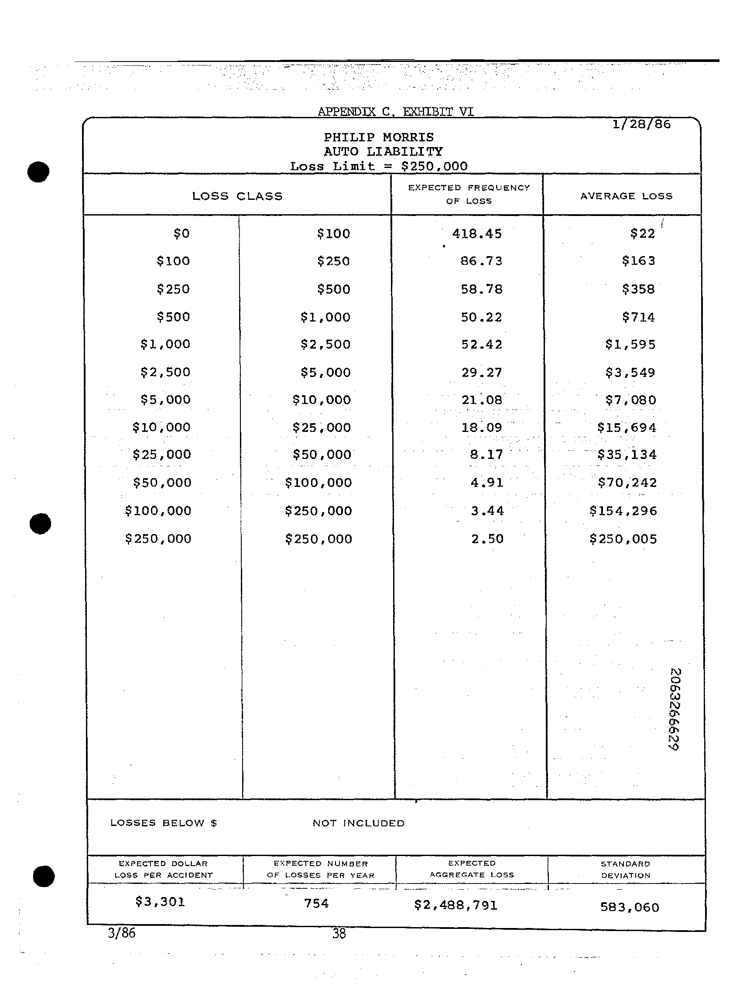 APPENDIX C, EXHIBIT VI
1/28/86
PHILIP MORRIS
AUTO LIABILITY
Loss Limit = $250,000
LOSS CLASS EXPECTED FREQUENCY OF LOSS AVERAGE LOSS
$0 $100 418.45 $22
$100 $250 86.73 $163
$250 $500 58.78 $358
$500 $1,000 50.22 $714
$1,000 $2,500 52.42 $1,595
$2,500 $5,000 29.27 $3,549
$5,000 $10,000 21.08 $7,080
$10,000 $25,000 18.09 $15,694
$25,000 $50,000 8.17 $35,134
$50,000 $100,000 4.91 $70,242
$100,000 $250,000 3.44 $154,296
$250,000 $250,000 2.50 $250,005
2063266629
LOSSES BELOW $ NOT INCLUDED
EXPECTED DOLLAR LOSS PER ACCIDENT EXPECTED NUMBER OF LOSSES PER YEAR EXPECTED AGGREGATE LOSS STANDARD DEVIATION
$3,301 754 $2,488,791 583,060
3/86 38